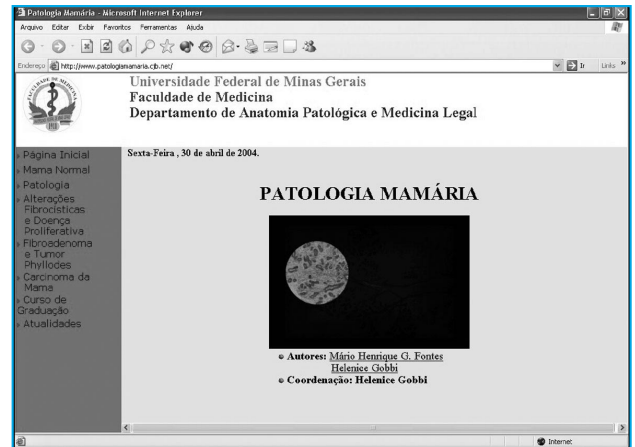 Patologia Mamária - Microsoft Internet Explorer
Arquivo Editar Exibir Favoritos Ferramentas Ajuda
Endereço http://www.patologiamamaria.cjb.net/ Ir Links »
Universidade Federal de Minas Gerais
Faculdade de Medicina
Departamento de Anatomia Patológica e Medicina Legal
Sexta-Feira , 30 de abril de 2004.
Página Inicial
Mama Normal
Patologia
Alterações
Fibrocísticas
e Doença
Proliferativa
Fibroadenoma
e Tumor
Phyllodes
Carcinoma da
Mama
Curso de
Graduação
Atualidades
PATOLOGIA MAMÁRIA
Autores: Mário Henrique G. Fontes
Helenice Gobbi
Coordenação: Helenice Gobbi
Internet